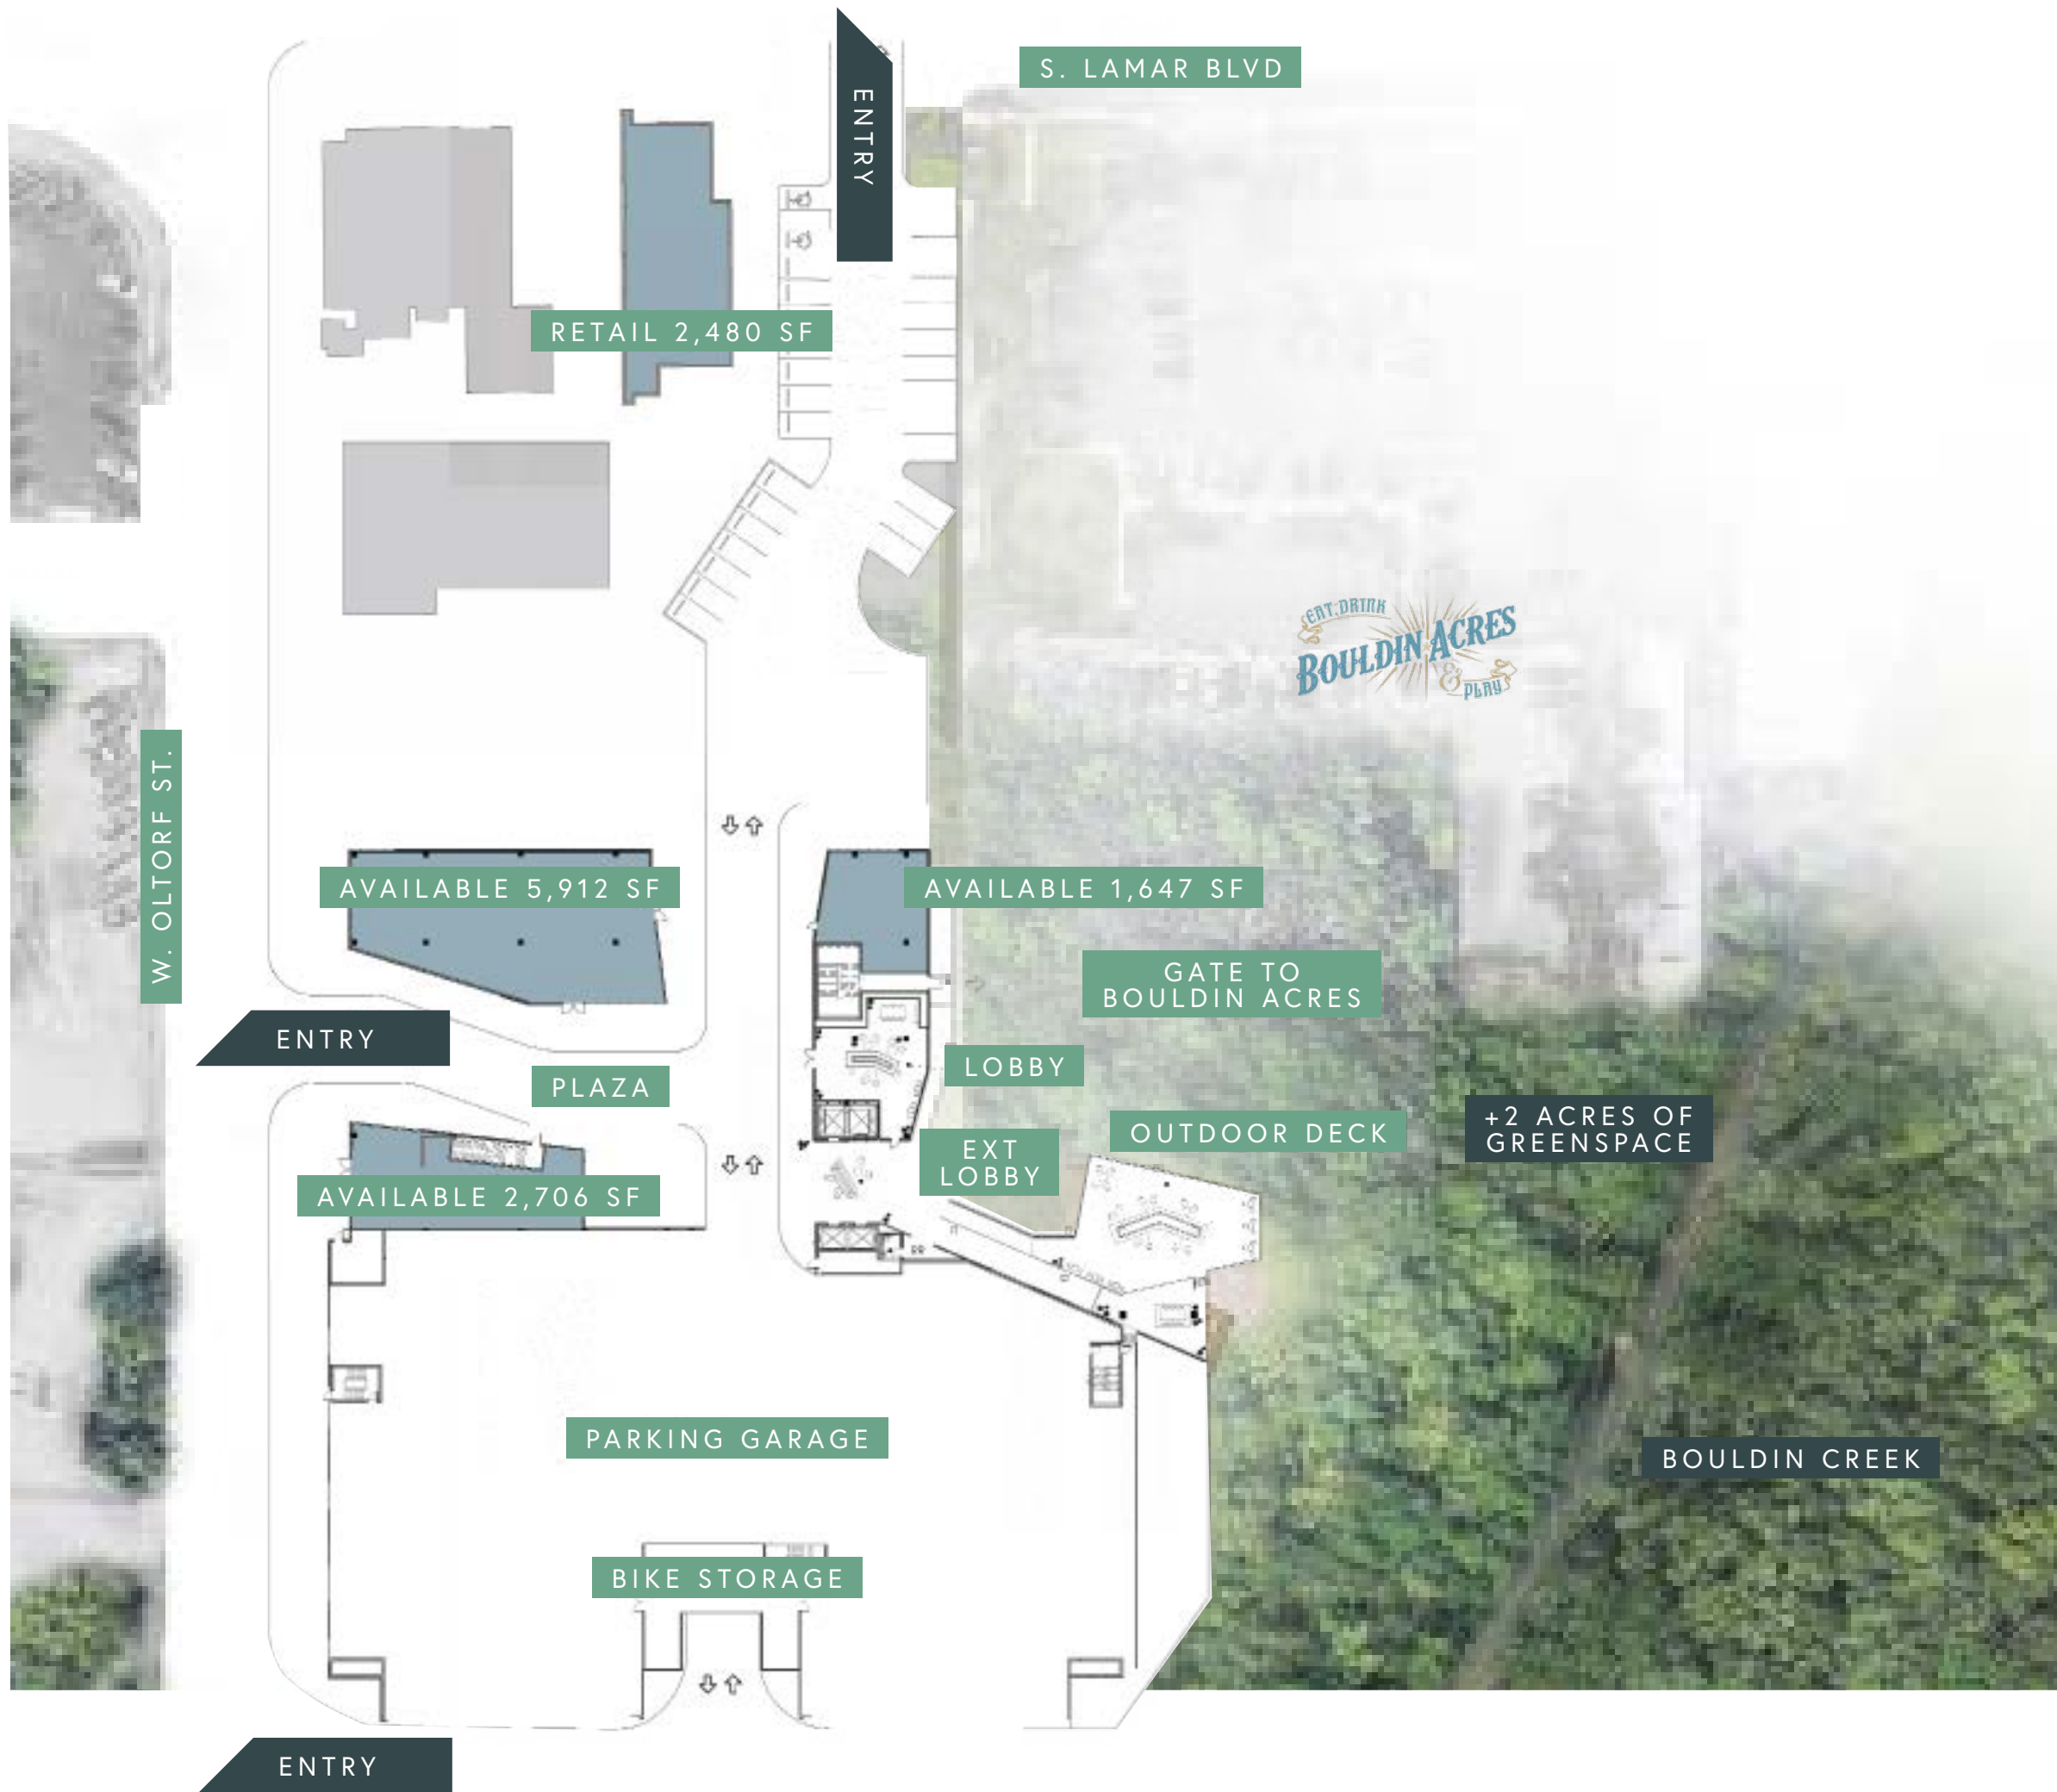 S. LAMAR BLVD
ENTRY
RETAIL 2,480 SF
EAT, DRINK
BOULDIN ACRES
& PLAY
W. OLTORF ST.
AVAILABLE 5,912 SF
AVAILABLE 1,647 SF
GATE TO
BOULDIN ACRES
ENTRY
LOBBY
PLAZA
+2 ACRES OF
GREENSPACE
OUTDOOR DECK
EXT
LOBBY
AVAILABLE 2,706 SF
PARKING GARAGE
BOULDIN CREEK
BIKE STORAGE
ENTRY